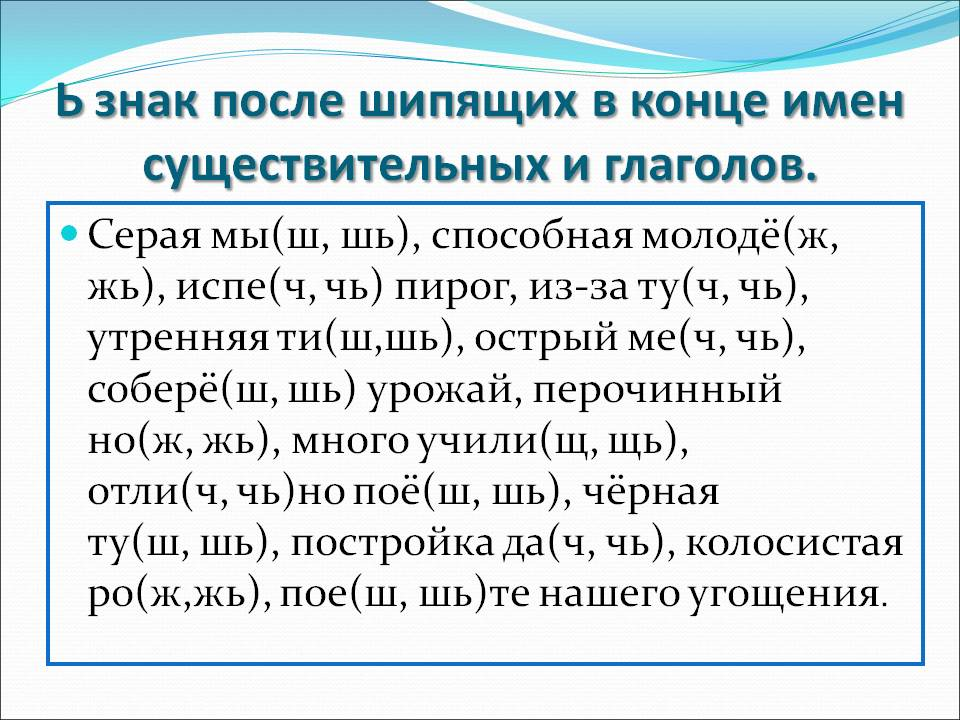 Ь знак после шипящих в конце имен
существительных и глаголов.
Серая мы(ш, шь), способная молодё(ж,
жь), испе(ч, чь) пирог, из-за ту(ч, чь),
утренняя ти(ш,шь), острый ме(ч, чь),
соберё(ш, шь) урожай, перочинный
но(ж, жь), много учили(щ, щь),
отли(ч, чь)но поё(ш, шь), чёрная
ту(ш, шь), постройка да(ч, чь), колосистая
ро(ж,жь), пое(ш, шь)те нашего угощения.